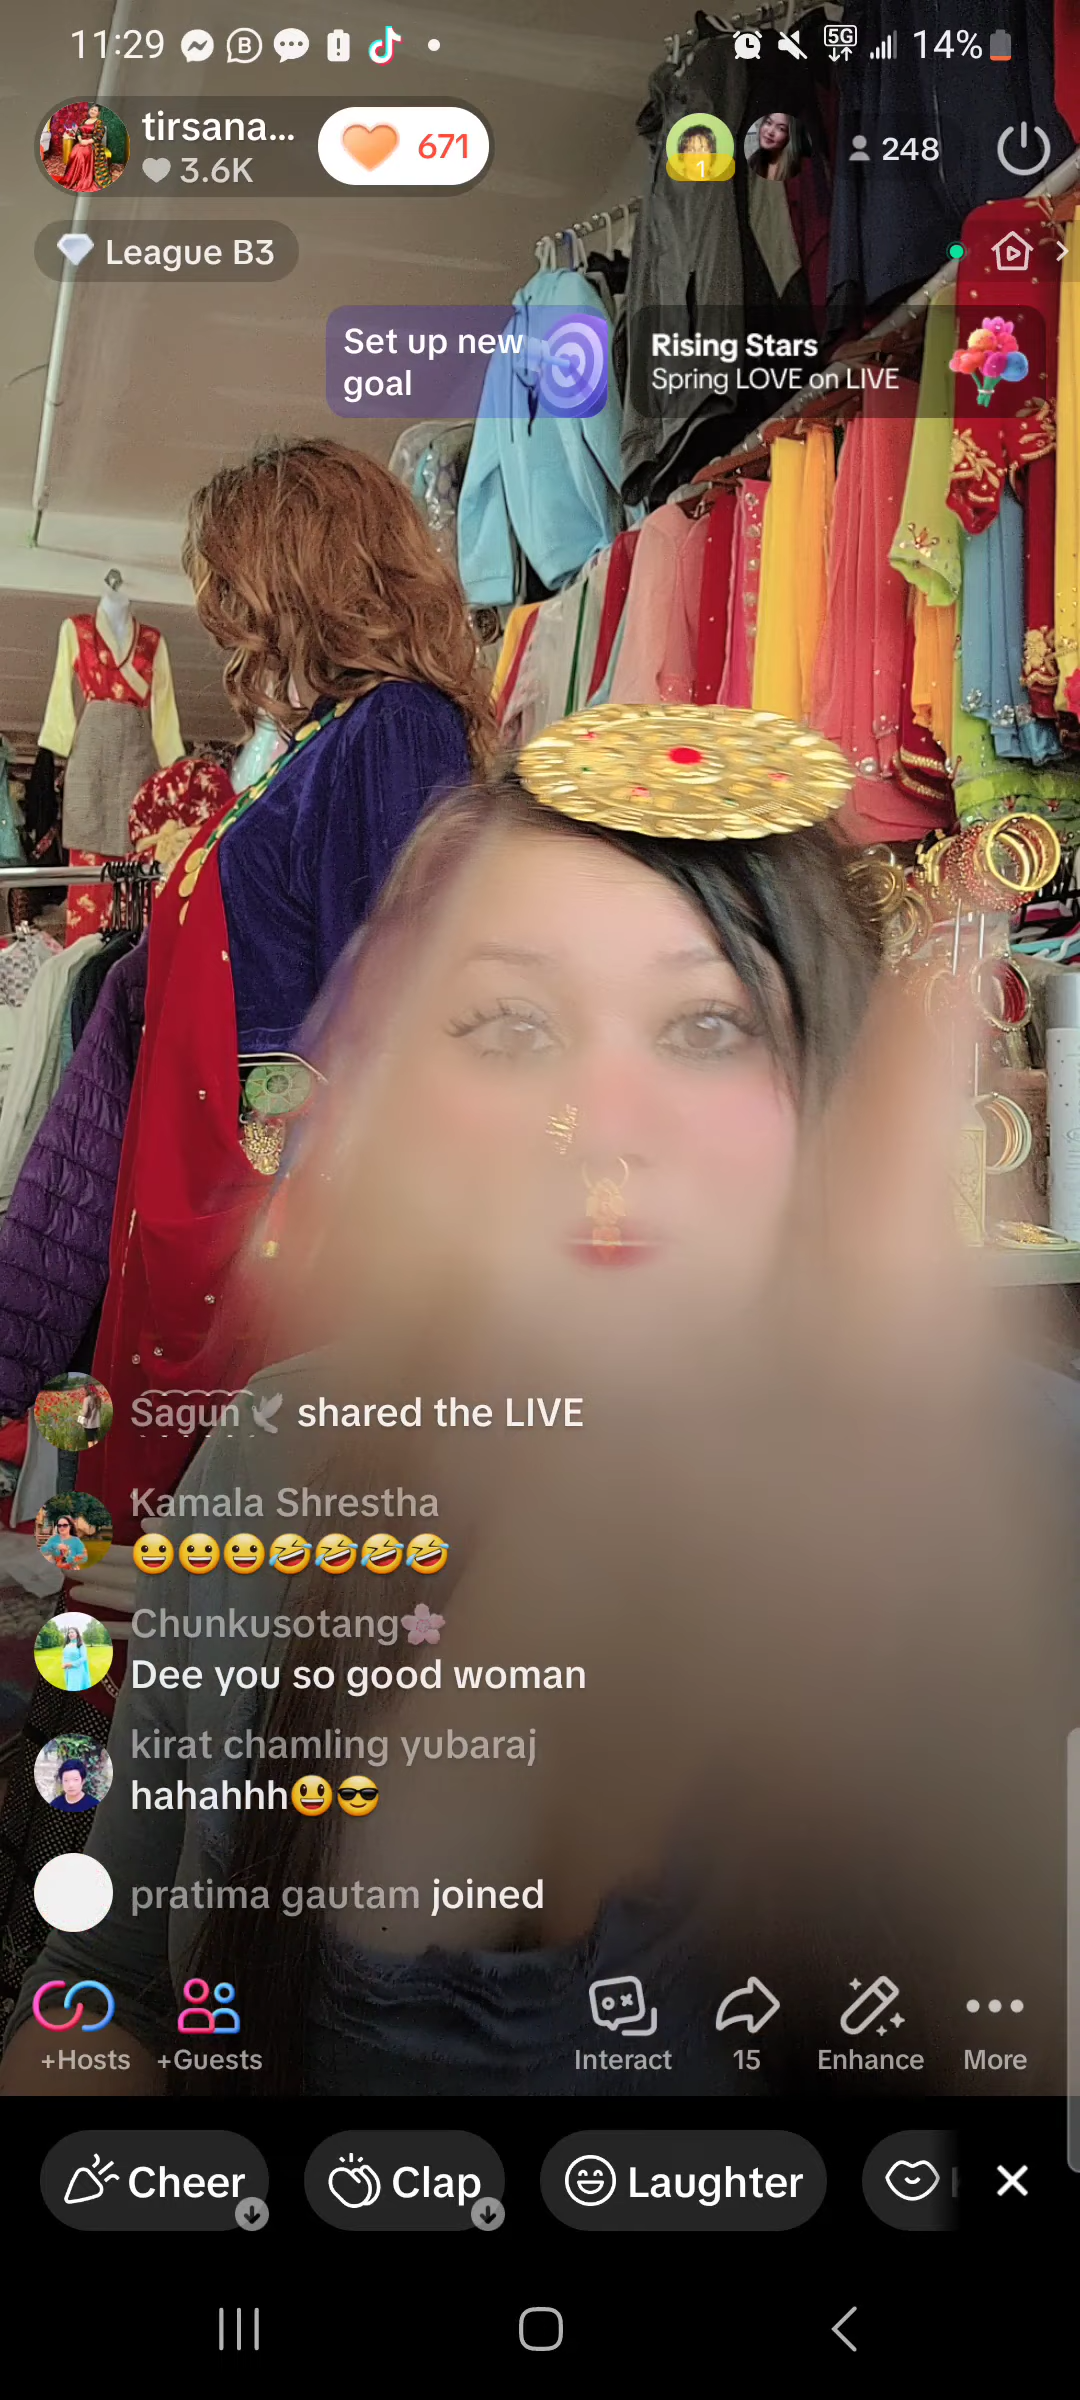 11:29
5G
14%
tirsana...
3.6K
671
1
248
League B3
Set up new
goal
Rising Stars
Spring LOVE on LIVE
Sagun🕊 shared the LIVE
Kamala Shrestha
😀😀😀🤣🤣🤣🤣
Chunkusotang🌸
Dee you so good woman
kirat chamling yubaraj
hahahhh😃😎
pratima gautam joined
+Hosts
+Guests
Interact
15
Enhance
More
Cheer
Clap
Laughter